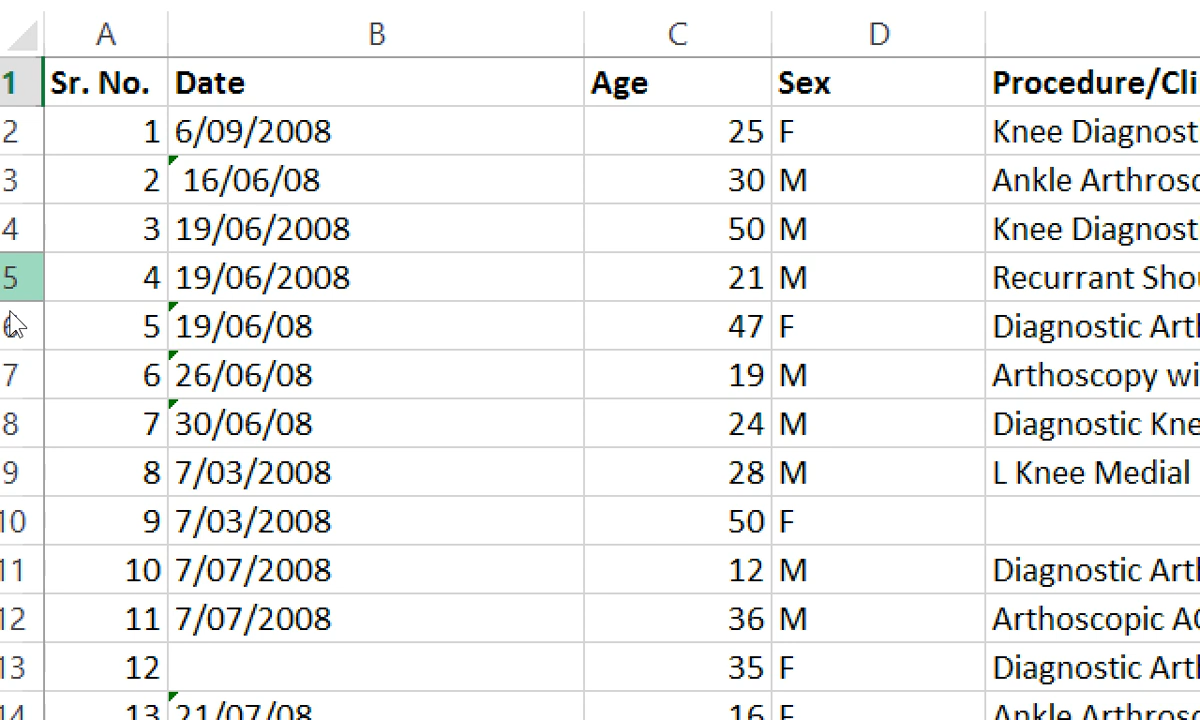 A B C D
1 Sr. No. Date Age Sex Procedure/Cli
2 1 6/09/2008 25 F Knee Diagnost
3 2 16/06/08 30 M Ankle Arthrosc
4 3 19/06/2008 50 M Knee Diagnost
5 4 19/06/2008 21 M Recurrant Shou
6 5 19/06/08 47 F Diagnostic Arth
7 6 26/06/08 19 M Arthoscopy wi
8 7 30/06/08 24 M Diagnostic Kne
9 8 7/03/2008 28 M L Knee Medial
10 9 7/03/2008 50 F
11 10 7/07/2008 12 M Diagnostic Arth
12 11 7/07/2008 36 M Arthoscopic AC
13 12 35 F Diagnostic Arth
14 13 21/07/08 16 F Ankle Arthrosc